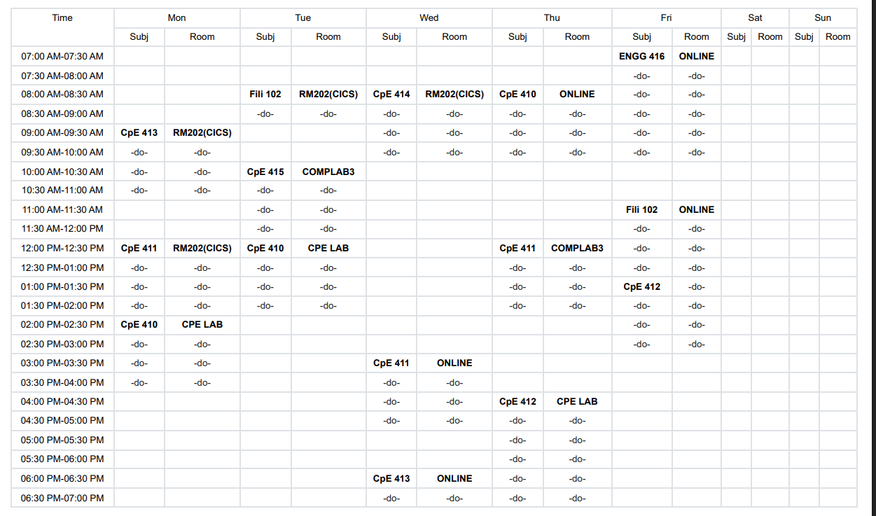 Time Mon Tue Wed Thu Fri Sat Sun
Subj Room Subj Room Subj Room Subj Room Subj Room Subj Room Subj Room
07:00 AM-07:30 AM ENGG 416 ONLINE
07:30 AM-08:00 AM -do- -do-
08:00 AM-08:30 AM Fili 102 RM202(CICS) CpE 414 RM202(CICS) CpE 410 ONLINE -do- -do-
08:30 AM-09:00 AM -do- -do- -do- -do- -do- -do- -do- -do-
09:00 AM-09:30 AM CpE 413 RM202(CICS) -do- -do- -do- -do- -do- -do-
09:30 AM-10:00 AM -do- -do- -do- -do- -do- -do- -do- -do-
10:00 AM-10:30 AM -do- -do- CpE 415 COMPLAB3
10:30 AM-11:00 AM -do- -do- -do- -do-
11:00 AM-11:30 AM -do- -do- Fili 102 ONLINE
11:30 AM-12:00 PM -do- -do- -do- -do-
12:00 PM-12:30 PM CpE 411 RM202(CICS) CpE 410 CPE LAB CpE 411 COMPLAB3 -do- -do-
12:30 PM-01:00 PM -do- -do- -do- -do- -do- -do- -do- -do-
01:00 PM-01:30 PM -do- -do- -do- -do- -do- -do- CpE 412 -do-
01:30 PM-02:00 PM -do- -do- -do- -do- -do- -do- -do- -do-
02:00 PM-02:30 PM CpE 410 CPE LAB -do- -do-
02:30 PM-03:00 PM -do- -do- -do- -do-
03:00 PM-03:30 PM -do- -do- CpE 411 ONLINE
03:30 PM-04:00 PM -do- -do- -do- -do-
04:00 PM-04:30 PM -do- -do- CpE 412 CPE LAB
04:30 PM-05:00 PM -do- -do- -do- -do-
05:00 PM-05:30 PM -do- -do-
05:30 PM-06:00 PM -do- -do-
06:00 PM-06:30 PM CpE 413 ONLINE -do- -do-
06:30 PM-07:00 PM -do- -do- -do- -do-